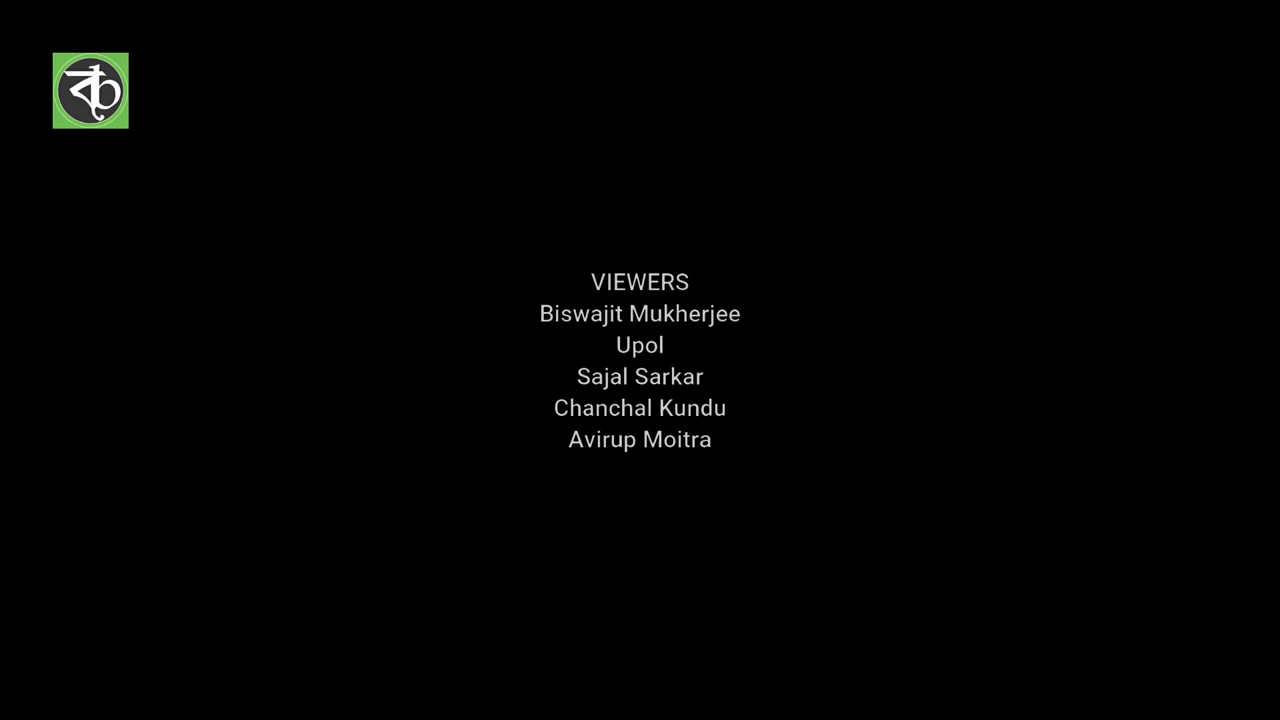 VIEWERS
Biswajit Mukherjee
Upol
Sajal Sarkar
Chanchal Kundu
Avirup Moitra